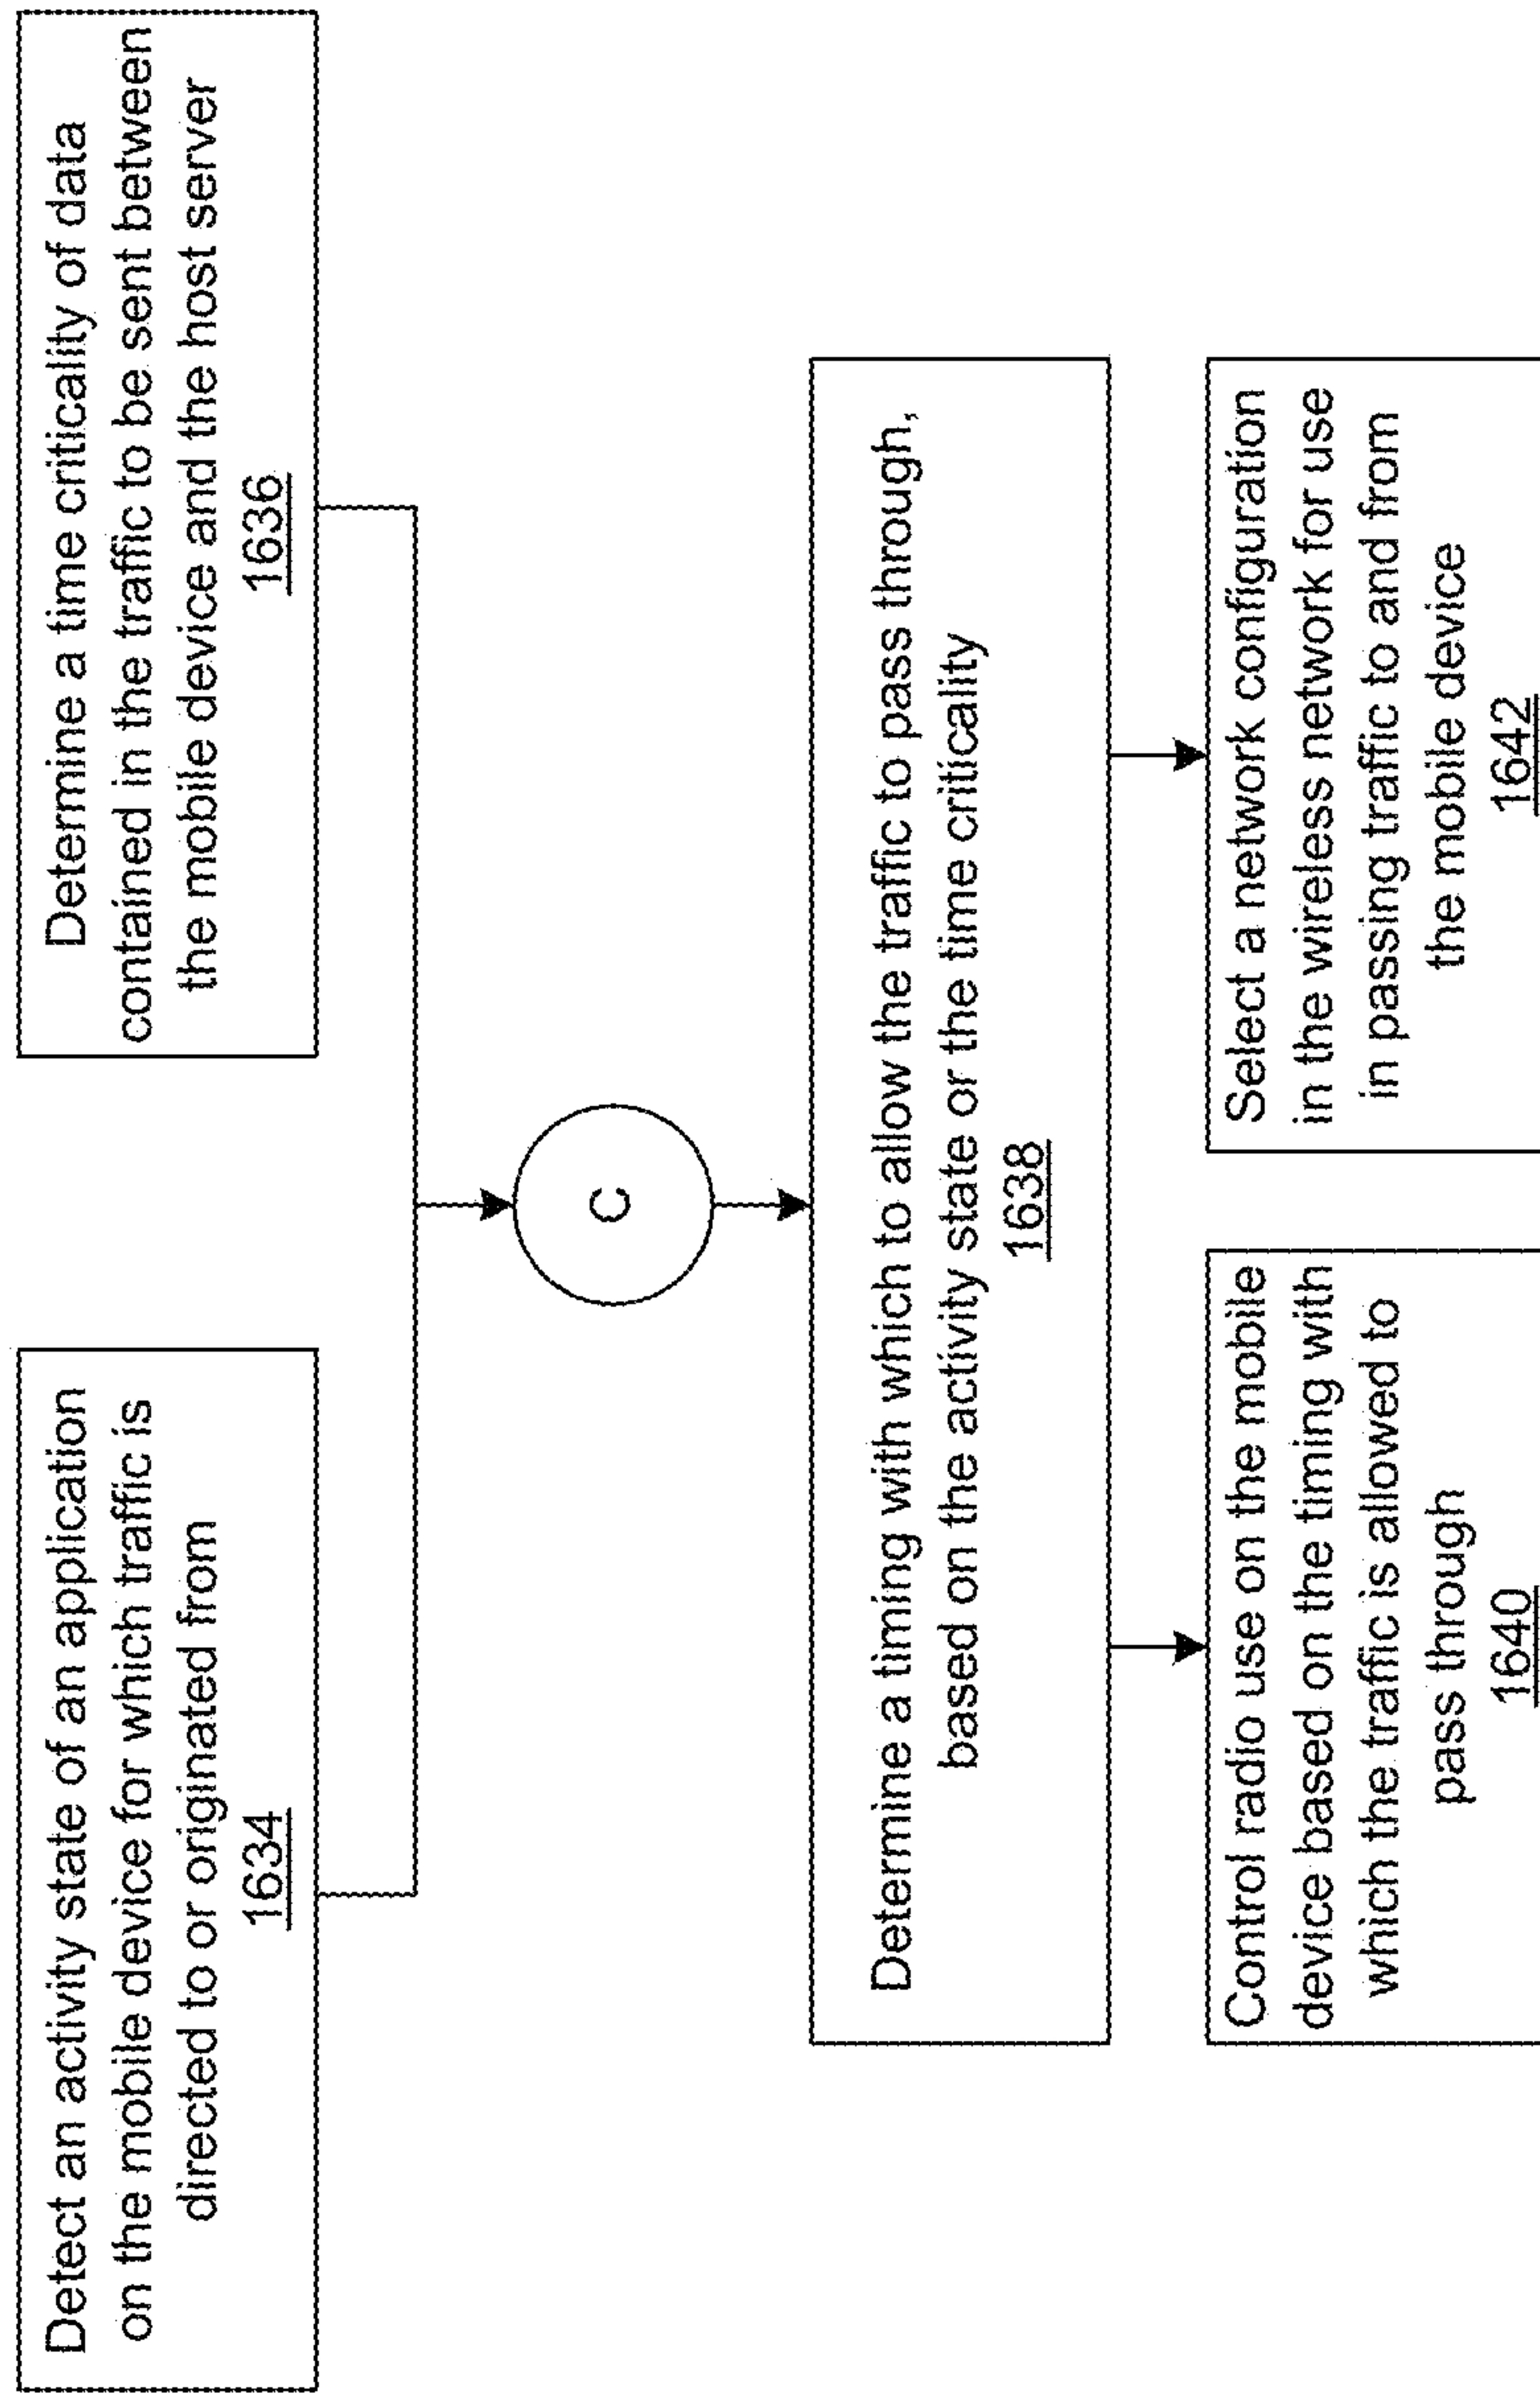 Detect an activity state of an application
on the mobile device for which traffic is
directed to or originated from
1634
Determine a time criticality of data
contained in the traffic to be sent between
the mobile device and the host server
1636
C
Determine a timing with which to allow the traffic to pass through,
based on the activity state or the time criticality
1638
Control radio use on the mobile
device based on the timing with
which the traffic is allowed to
pass through
1640
Select a network configuration
in the wireless network for use
in passing traffic to and from
the mobile device
1642